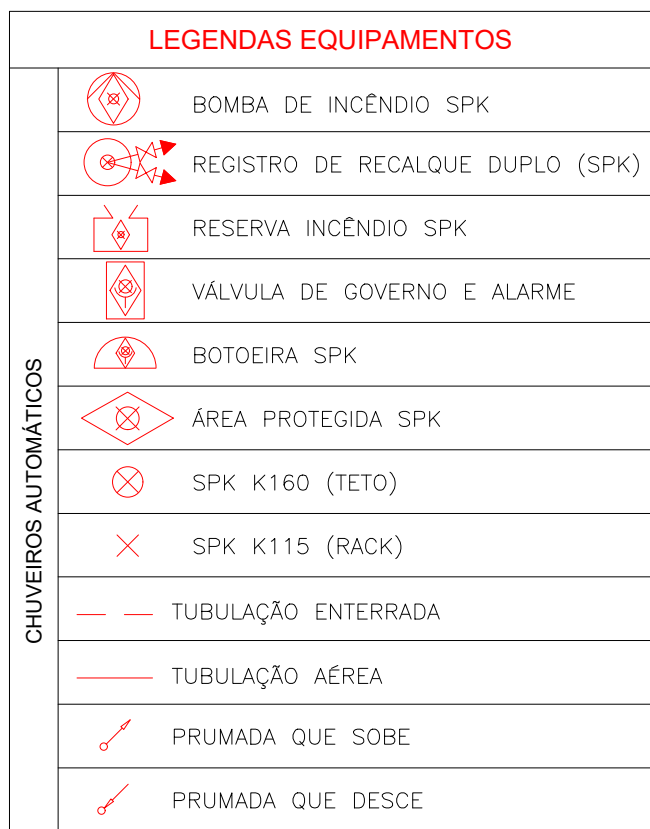 LEGENDAS EQUIPAMENTOS
CHUVEIROS AUTOMÁTICOS
BOMBA DE INCÊNDIO SPK
REGISTRO DE RECALQUE DUPLO (SPK)
RESERVA INCÊNDIO SPK
VÁLVULA DE GOVERNO E ALARME
BOTOEIRA SPK
ÁREA PROTEGIDA SPK
SPK K160 (TETO)
SPK K115 (RACK)
TUBULAÇÃO ENTERRADA
TUBULAÇÃO AÉREA
PRUMADA QUE SOBE
PRUMADA QUE DESCE